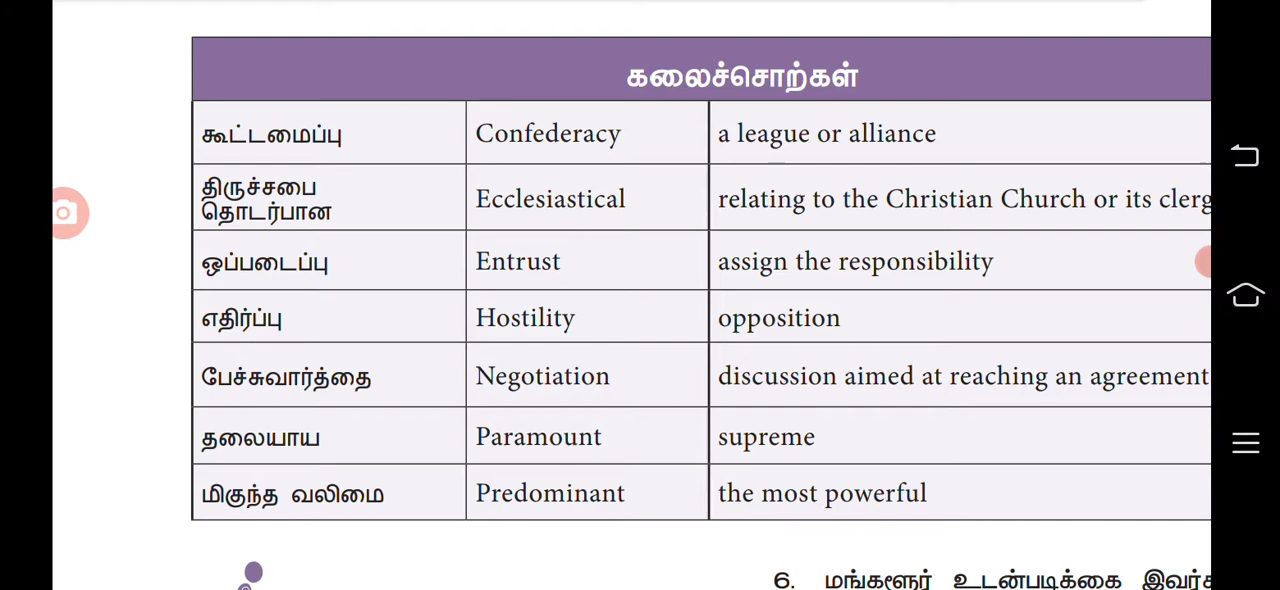 கலைச்சொற்கள்
கூட்டமைப்பு Confederacy a league or alliance
திருச்சபை
தொடர்பான Ecclesiastical relating to the Christian Church or its clerg
ஒப்படைப்பு Entrust assign the responsibility
எதிர்ப்பு Hostility opposition
பேச்சுவார்த்தை Negotiation discussion aimed at reaching an agreement
தலையாய Paramount supreme
மிகுந்த வலிமை Predominant the most powerful
6. மங்களூர் உடன்படிக்கை